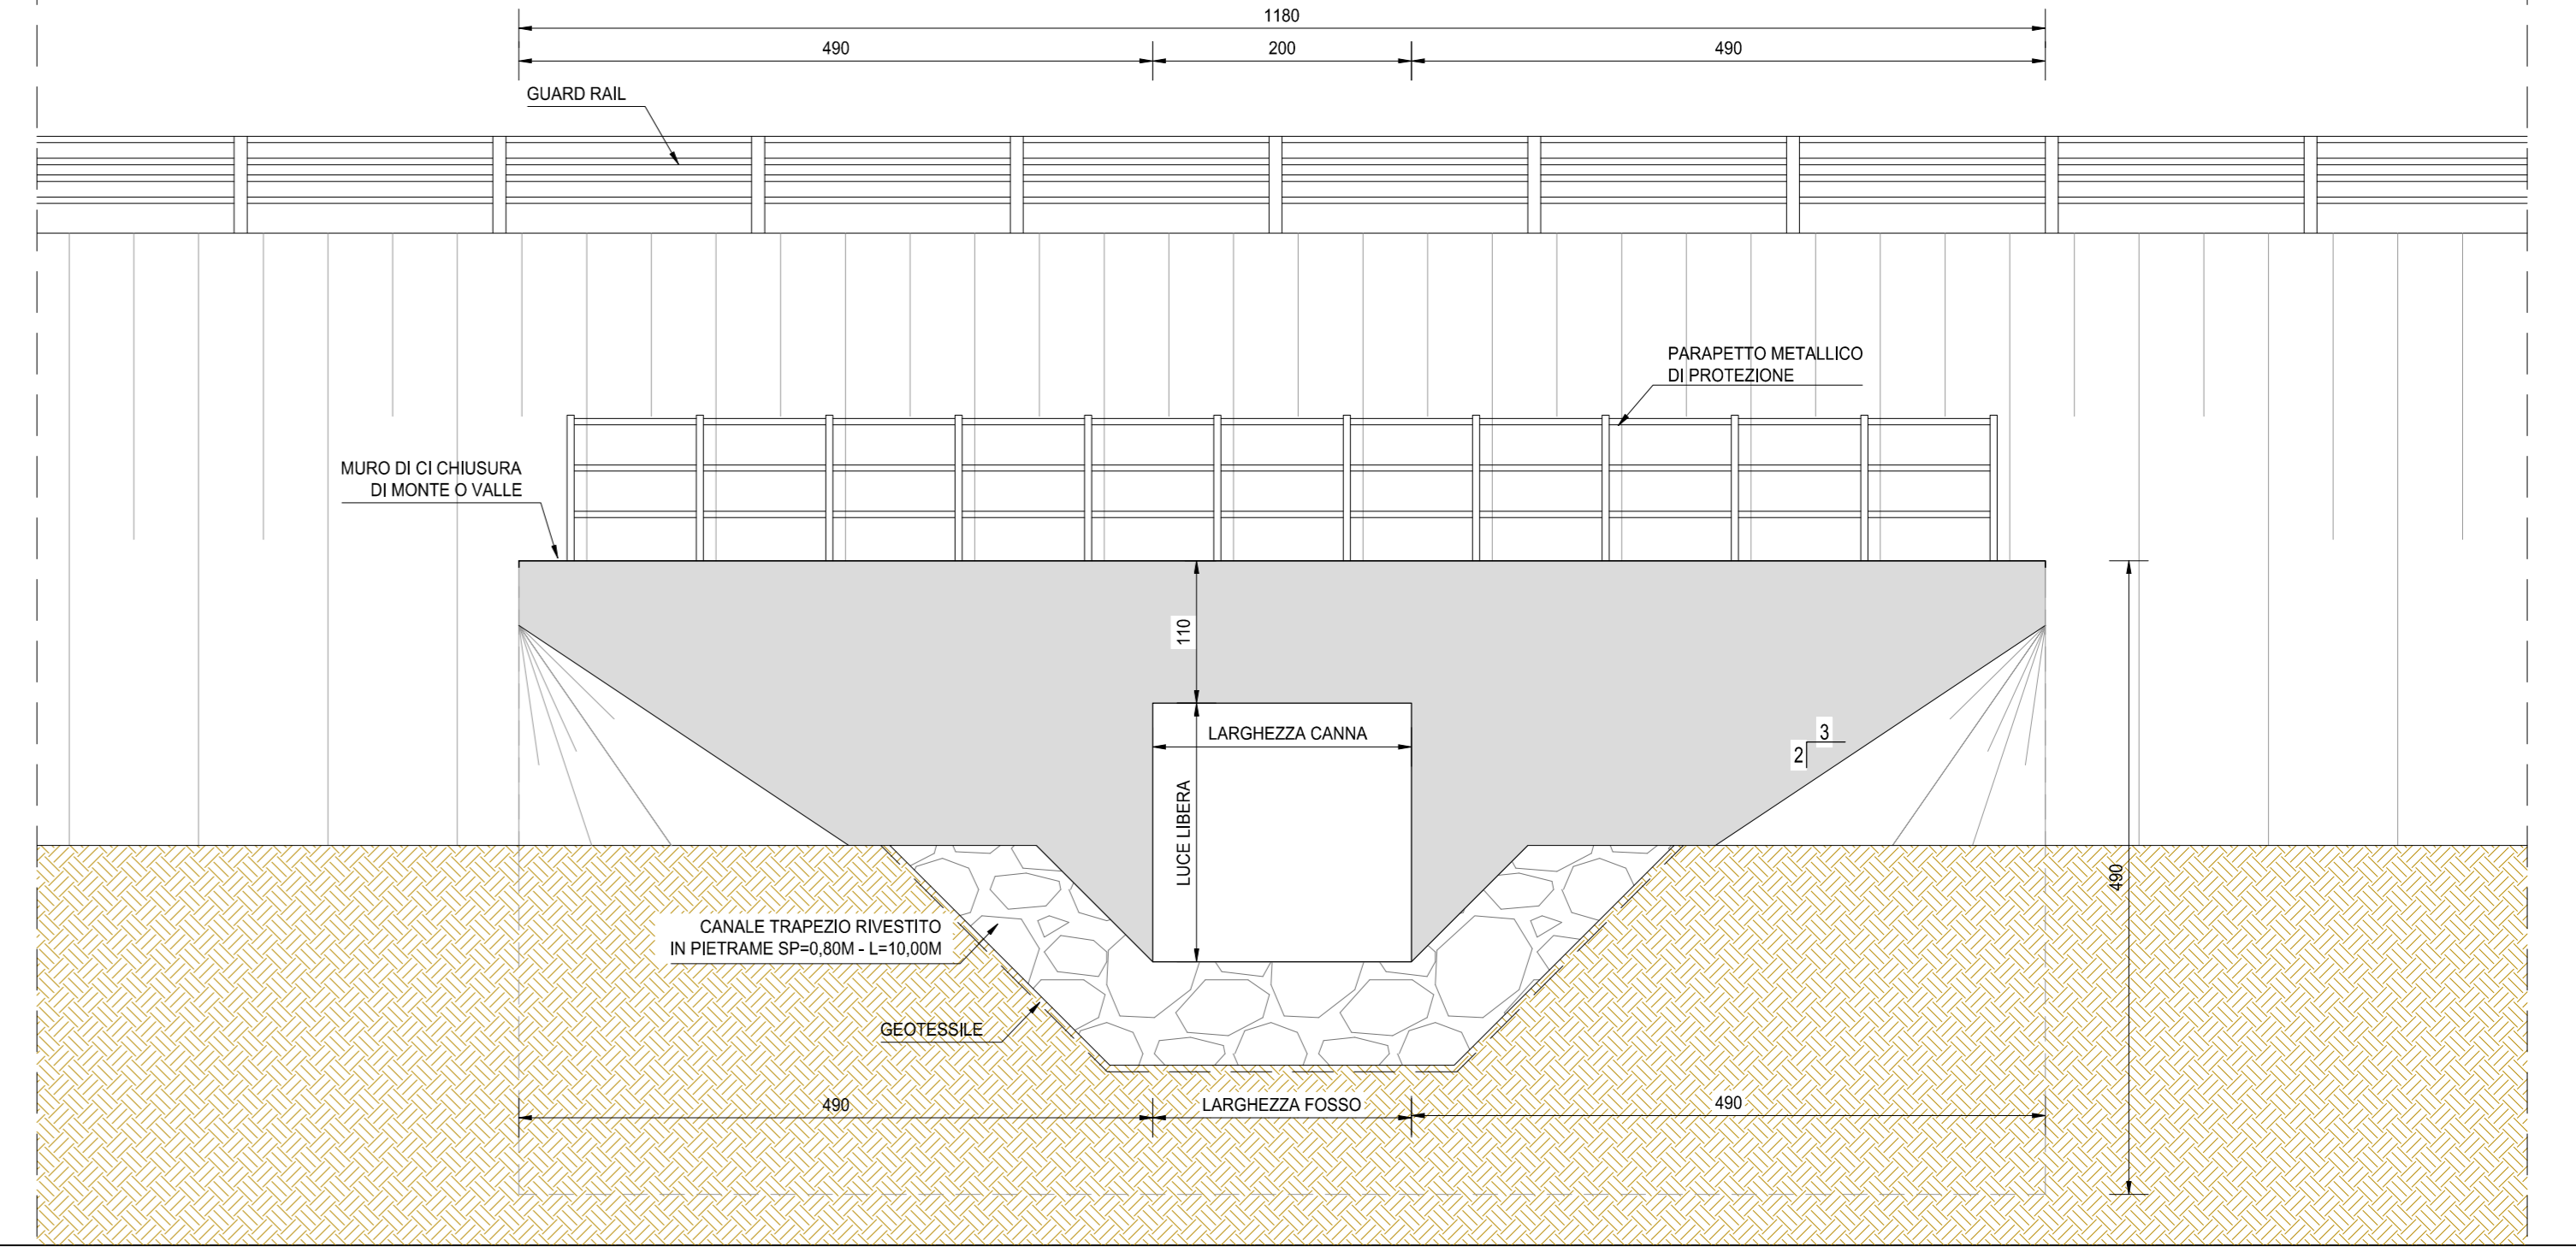 1180
490
200
490
GUARD RAIL
PARAPETTO METALLICO
DI PROTEZIONE
MURO DI CI CHIUSURA
DI MONTE O VALLE
110
LARGHEZZA CANNA
3
2
LUCE LIBERA
490
CANALE TRAPEZIO RIVESTITO
IN PIETRAME SP=0,80M - L=10,00M
GEOTESSILE
490
LARGHEZZA FOSSO
490